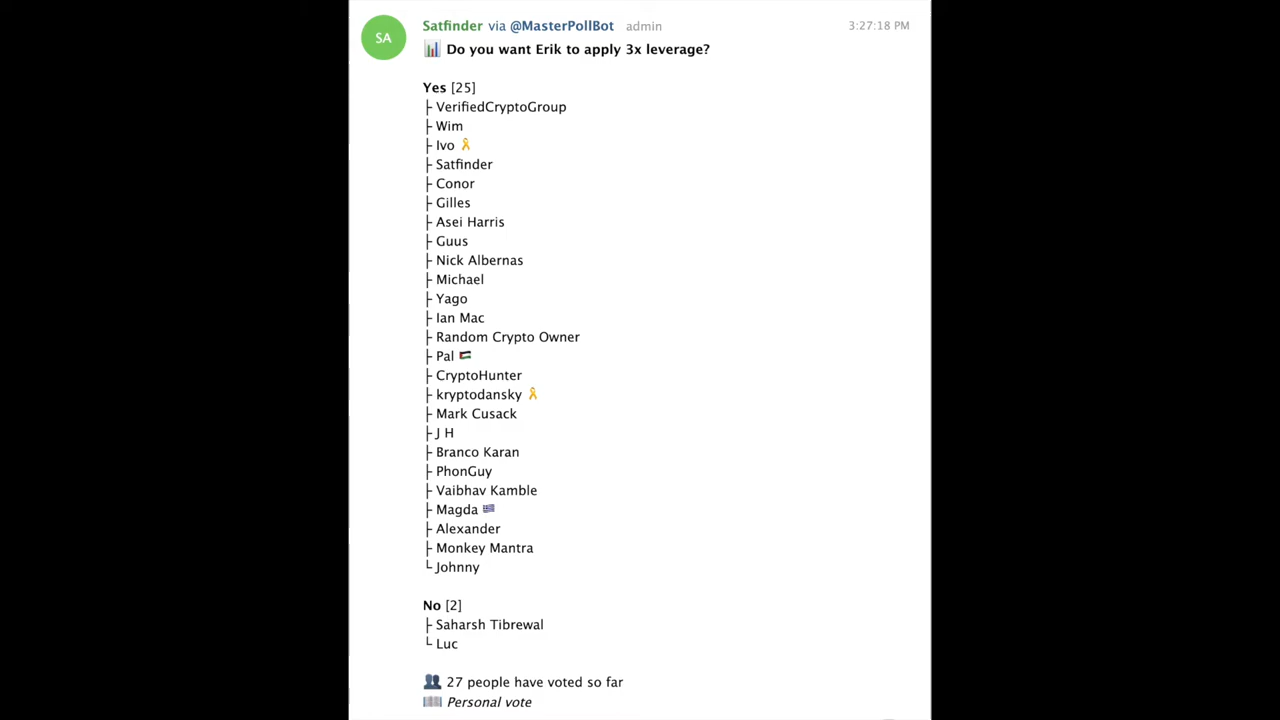 SA
Satfinder via @MasterPollBot admin 3:27:18 PM
📊 Do you want Erik to apply 3x leverage?
Yes [25]
├ VerifiedCryptoGroup
├ Wim
├ Ivo 🎗
├ Satfinder
├ Conor
├ Gilles
├ Asei Harris
├ Guus
├ Nick Albernas
├ Michael
├ Yago
├ Ian Mac
├ Random Crypto Owner
├ Pal 🇵🇸
├ CryptoHunter
├ kryptodansky 🎗
├ Mark Cusack
├ J H
├ Branco Karan
├ PhonGuy
├ Vaibhav Kamble
├ Magda 🇬🇷
├ Alexander
├ Monkey Mantra
└ Johnny
No [2]
├ Saharsh Tibrewal
└ Luc
👥 27 people have voted so far
📖 Personal vote